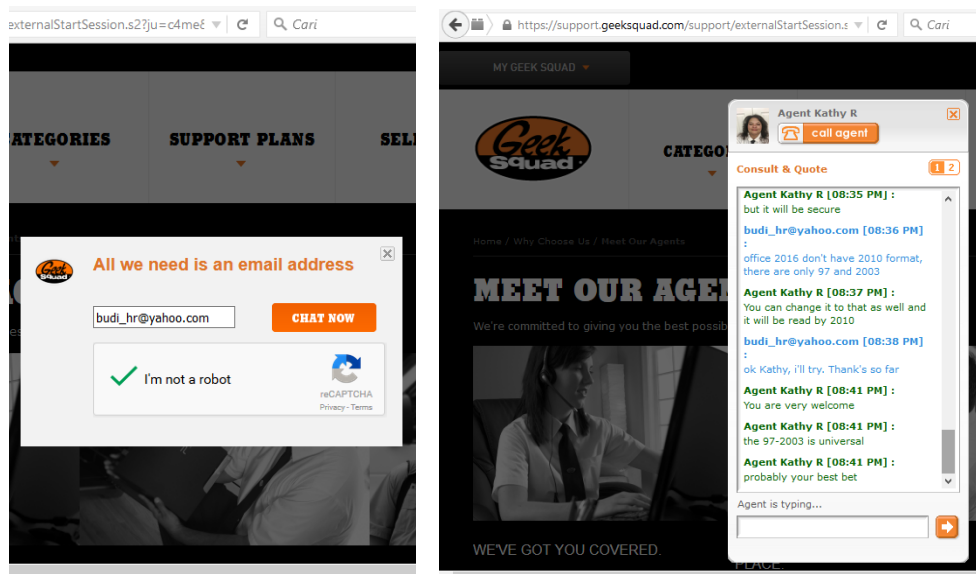 externalStartSession.s2?ju=c4me&
Cari
CATEGORIES
SUPPORT PLANS
SELL
Geek
Squad
All we need is an email address
budi_hr@yahoo.com
CHAT NOW
I'm not a robot
reCAPTCHA
Privacy - Terms
https://support.geeksquad.com/support/externalStartSession.s
Cari
MY GEEK SQUAD
Geek
Squad
CATEGO
Home / Why Choose Us / Meet Our Agents
MEET OUR AGE
We're committed to giving you the best possib
WE'VE GOT YOU COVERED.
PLACE.
Agent Kathy R
call agent
Consult & Quote
1 2
Agent Kathy R [08:35 PM] :
but it will be secure
budi_hr@yahoo.com [08:36 PM]
:
office 2016 don't have 2010 format,
there are only 97 and 2003
Agent Kathy R [08:37 PM] :
You can change it to that as well and
it will be read by 2010
budi_hr@yahoo.com [08:38 PM]
:
ok Kathy, i'll try. Thank's so far
Agent Kathy R [08:41 PM] :
You are very welcome
Agent Kathy R [08:41 PM] :
the 97-2003 is universal
Agent Kathy R [08:41 PM] :
probably your best bet
Agent is typing...